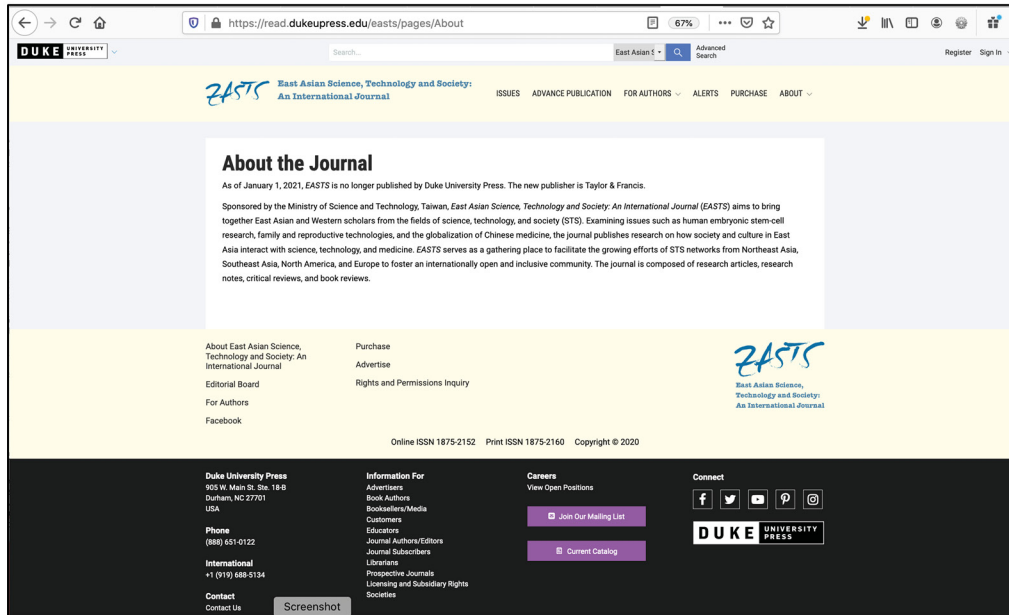 https://read.dukeupress.edu/easts/pages/About
67%
DUKE UNIVERSITY PRESS
Search...
East Asian S
Advanced Search
Register Sign In
EASTS
East Asian Science, Technology and Society:
An International Journal
ISSUES ADVANCE PUBLICATION FOR AUTHORS ALERTS PURCHASE ABOUT
About the Journal
As of January 1, 2021, EASTS is no longer published by Duke University Press. The new publisher is Taylor & Francis.
Sponsored by the Ministry of Science and Technology, Taiwan, East Asian Science, Technology and Society: An International Journal (EASTS) aims to bring
together East Asian and Western scholars from the fields of science, technology, and society (STS). Examining issues such as human embryonic stem-cell
research, family and reproductive technologies, and the globalization of Chinese medicine, the journal publishes research on how society and culture in East
Asia interact with science, technology, and medicine. EASTS serves as a gathering place to facilitate the growing efforts of STS networks from Northeast Asia,
Southeast Asia, North America, and Europe to foster an internationally open and inclusive community. The journal is composed of research articles, research
notes, critical reviews, and book reviews.
About East Asian Science,
Technology and Society: An
International Journal
Editorial Board
For Authors
Facebook
Purchase
Advertise
Rights and Permissions Inquiry
EASTS
East Asian Science,
Technology and Society:
An International Journal
Online ISSN 1875-2152 Print ISSN 1875-2160 Copyright © 2020
Duke University Press
905 W. Main St. Ste. 18-B
Durham, NC 27701
USA
Phone
(888) 651-0122
International
+1 (919) 688-5134
Contact
Contact Us
Information For
Advertisers
Book Authors
Booksellers/Media
Customers
Educators
Journal Authors/Editors
Journal Subscribers
Librarians
Prospective Journals
Licensing and Subsidiary Rights
Societies
Careers
View Open Positions
Join Our Mailing List
Current Catalog
Connect
DUKE UNIVERSITY PRESS
Screenshot